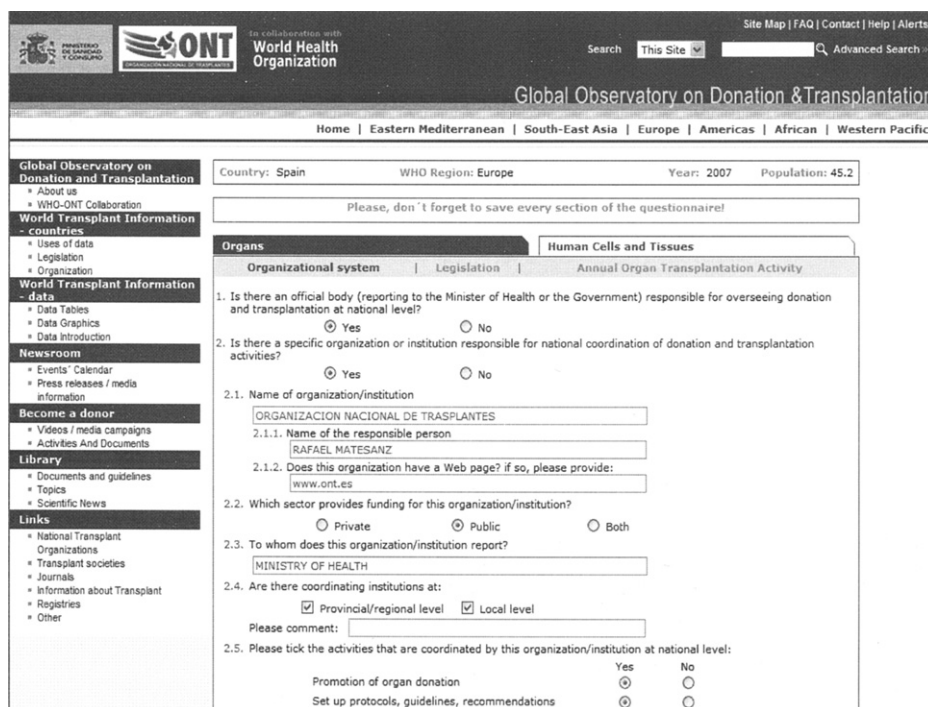 Site Map | FAQ | Contact | Help | Alerts
MINISTERIO
DE SANIDAD
Y CONSUMO
ONT
ORGANIZACIÓN NACIONAL DE TRASPLANTES
In collaboration with
World Health
Organization
Search This Site Advanced Search »
Global Observatory on Donation &Transplantation
Home | Eastern Mediterranean | South-East Asia | Europe | Americas | African | Western Pacific
Global Observatory on
Donation and Transplantation
About us
WHO-ONT Collaboration
World Transplant Information
- countries
Uses of data
Legislation
Organization
World Transplant Information
- data
Data Tables
Data Graphics
Data Introduction
Newsroom
Events´ Calendar
Press releases / media
information
Become a donor
Videos / media campaigns
Activities And Documents
Library
Documents and guidelines
Topics
Scientific News
Links
National Transplant
Organizations
Transplant societies
Journals
Information about Transplant
Registries
Other
Country: Spain WHO Region: Europe Year: 2007 Population: 45.2
Please, don´t forget to save every section of the questionnaire!
Organs Human Cells and Tissues
Organizational system | Legislation | Annual Organ Transplantation Activity
1. Is there an official body (reporting to the Minister of Health or the Government) responsible for overseeing donation
and transplantation at national level?
Yes No
2. Is there a specific organization or institution responsible for national coordination of donation and transplantation
activities?
Yes No
2.1. Name of organization/institution
ORGANIZACION NACIONAL DE TRASPLANTES
2.1.1. Name of the responsible person
RAFAEL MATESANZ
2.1.2. Does this organization have a Web page? if so, please provide:
www.ont.es
2.2. Which sector provides funding for this organization/institution?
Private Public Both
2.3. To whom does this organization/institution report?
MINISTRY OF HEALTH
2.4. Are there coordinating institutions at:
Provincial/regional level Local level
Please comment:
2.5. Please tick the activities that are coordinated by this organization/institution at national level:
Yes No
Promotion of organ donation
Set up protocols, guidelines, recommendations